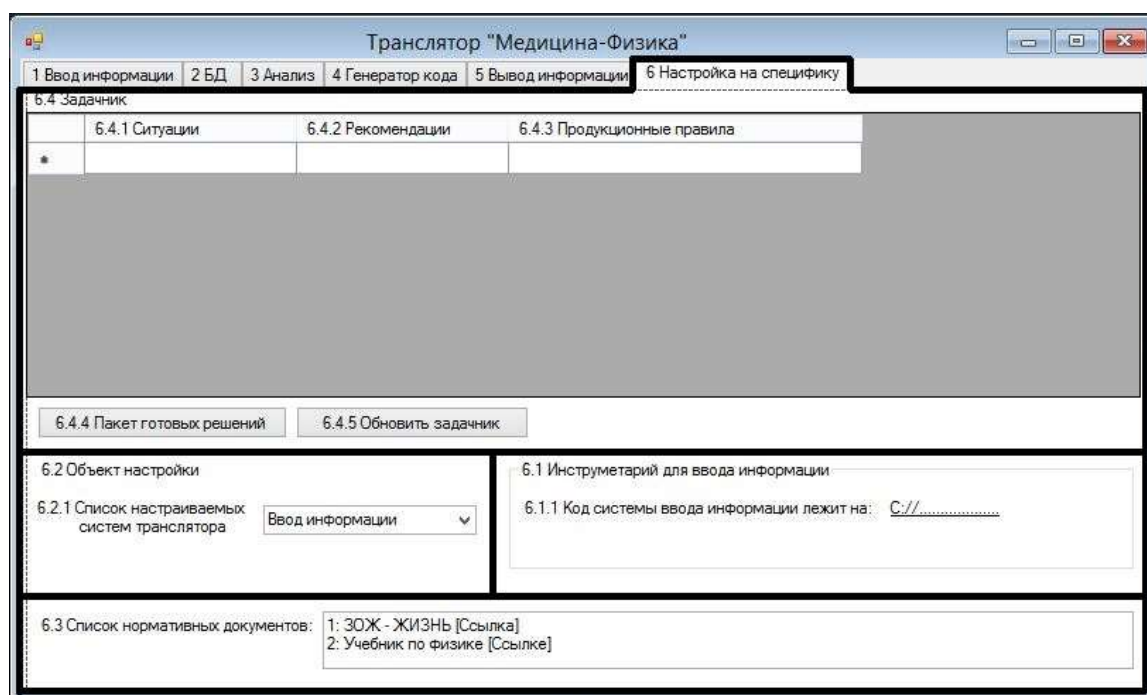 Транслятор "Медицина-Физика"
1 Ввод информации 2 БД 3 Анализ 4 Генератор кода 5 Вывод информации 6 Настройка на специфику
6.4 Задачник
6.4.1 Ситуации 6.4.2 Рекомендации 6.4.3 Продукционные правила
6.4.4 Пакет готовых решений 6.4.5 Обновить задачник
6.2 Объект настройки
6.2.1 Список настраиваемых
систем транслятора
Ввод информации
6.1 Инструметарий для ввода информации
6.1.1 Код системы ввода информации лежит на: C://...................
6.3 Список нормативных документов:
1: ЗОЖ - ЖИЗНЬ [Ссылка]
2: Учебник по физике [Ссылке]